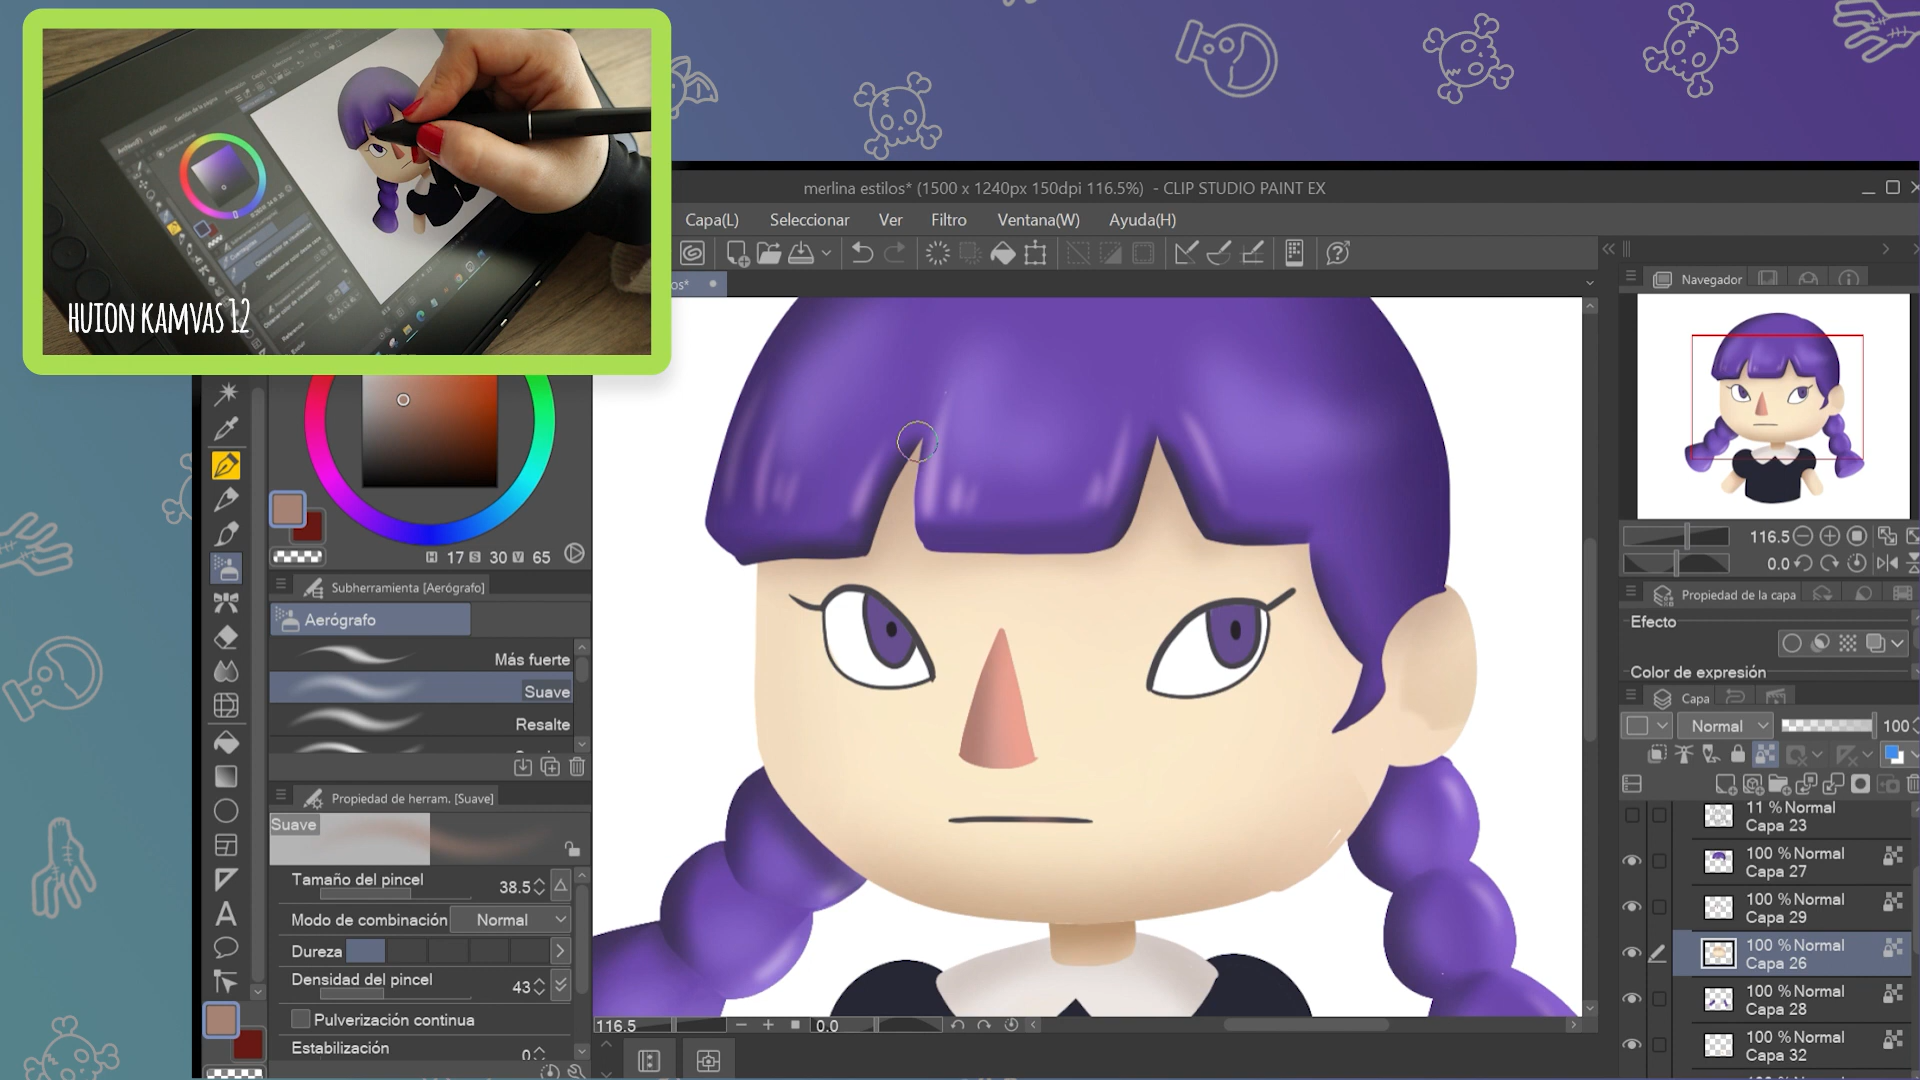 HUION KAMVAS 12
merlina estilos* (1500 x 1240px 150dpi 116.5%) - CLIP STUDIO PAINT EX
Capa(L) Seleccionar Ver Filtro Ventana(W) Ayuda(H)
os*
Navegador
116.5
0.0
H 17 S 30 V 65
Subherramienta [Aerógrafo]
Aerógrafo
Más fuerte
Suave
Resalte
Propiedad de herram. [Suave]
Suave
Tamaño del pincel 38.5
Modo de combinación Normal
Dureza
Densidad del pincel 43
Pulverización continua
Estabilización 0
116.5 0.0
Propiedad de la capa
Efecto
Color de expresión
Capa
Normal 100
11 % Normal
Capa 23
100 % Normal
Capa 27
100 % Normal
Capa 29
100 % Normal
Capa 26
100 % Normal
Capa 28
100 % Normal
Capa 32